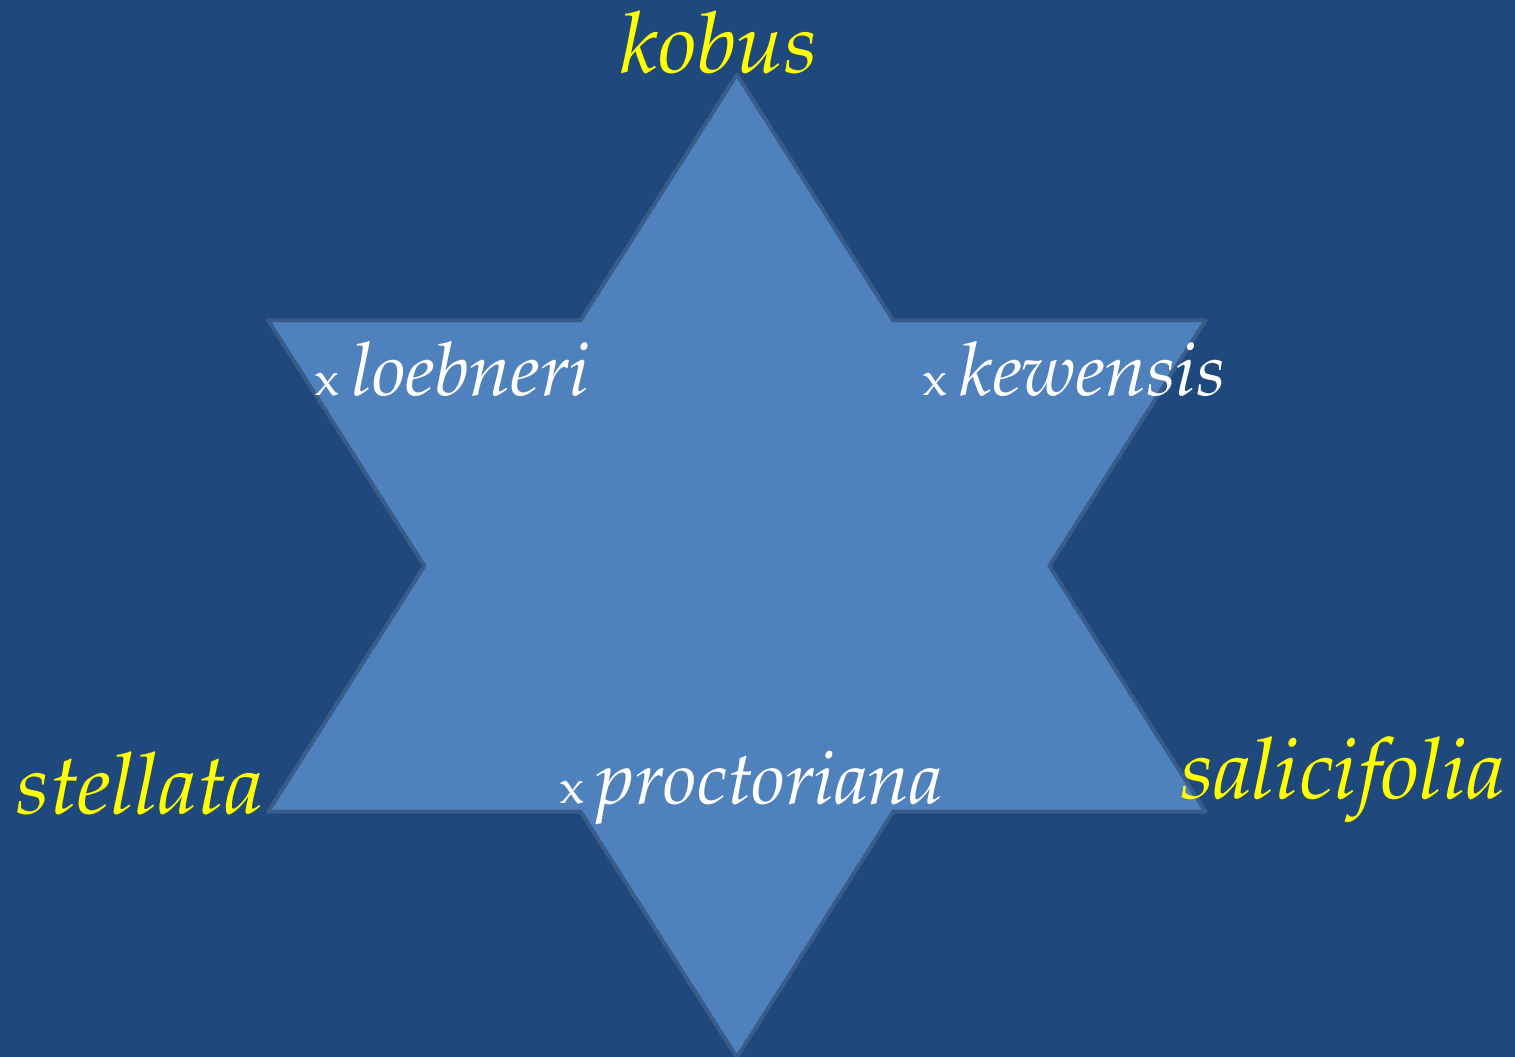 kobus
x loebneri
x kewensis
stellata
x proctoriana
salicifolia